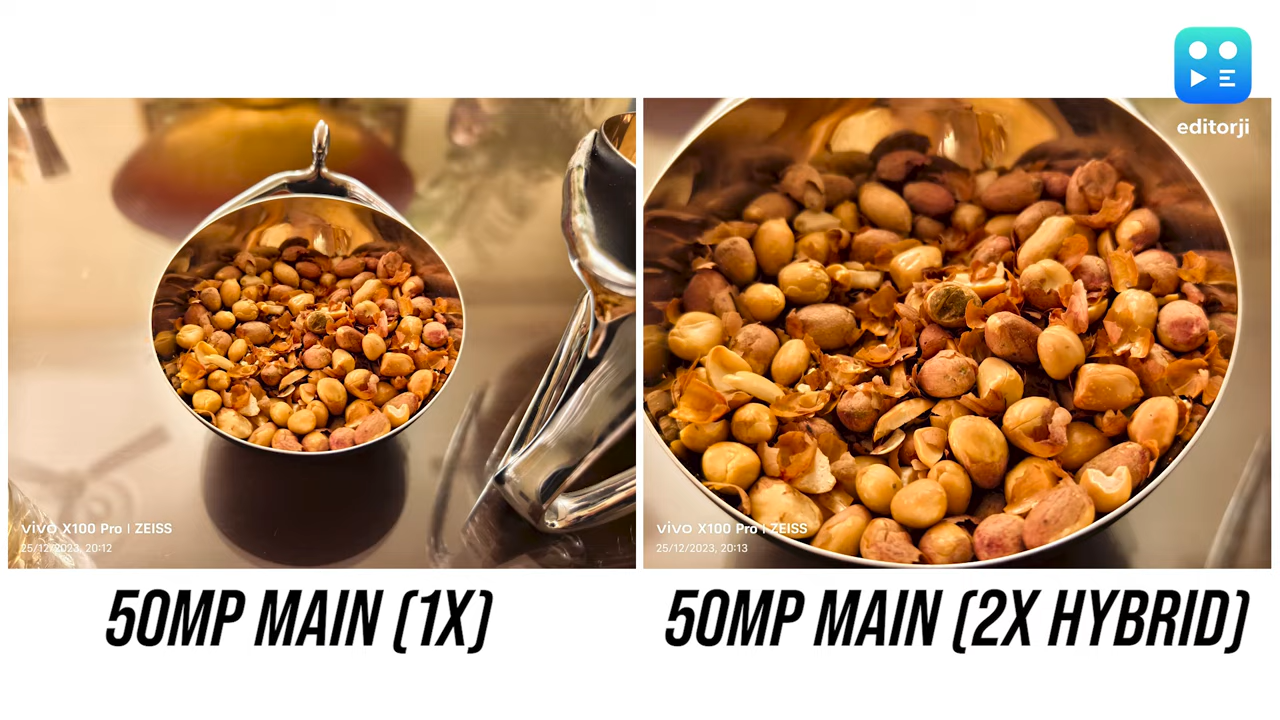 editorji
vivo X100 Pro | ZEISS
25/12/2023, 20:12
vivo X100 Pro | ZEISS
25/12/2023, 20:13
50MP MAIN (1X)
50MP MAIN (2X HYBRID)